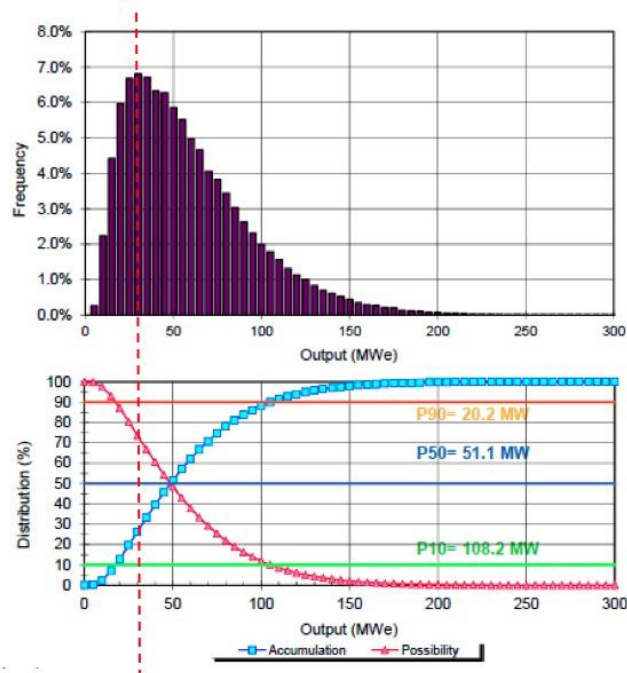 8.0%
7.0%
6.0%
5.0%
4.0%
3.0%
2.0%
1.0%
0.0%
Frequency
0 50 100 150 200 250 300
Output (MWe)
100
90
80
70
60
50
40
30
20
10
0
Distribution (%)
P90= 20.2 MW
P50= 51.1 MW
P10= 108.2 MW
0 50 100 150 200 250 300
Output (MWe)
Accumulation Possibility